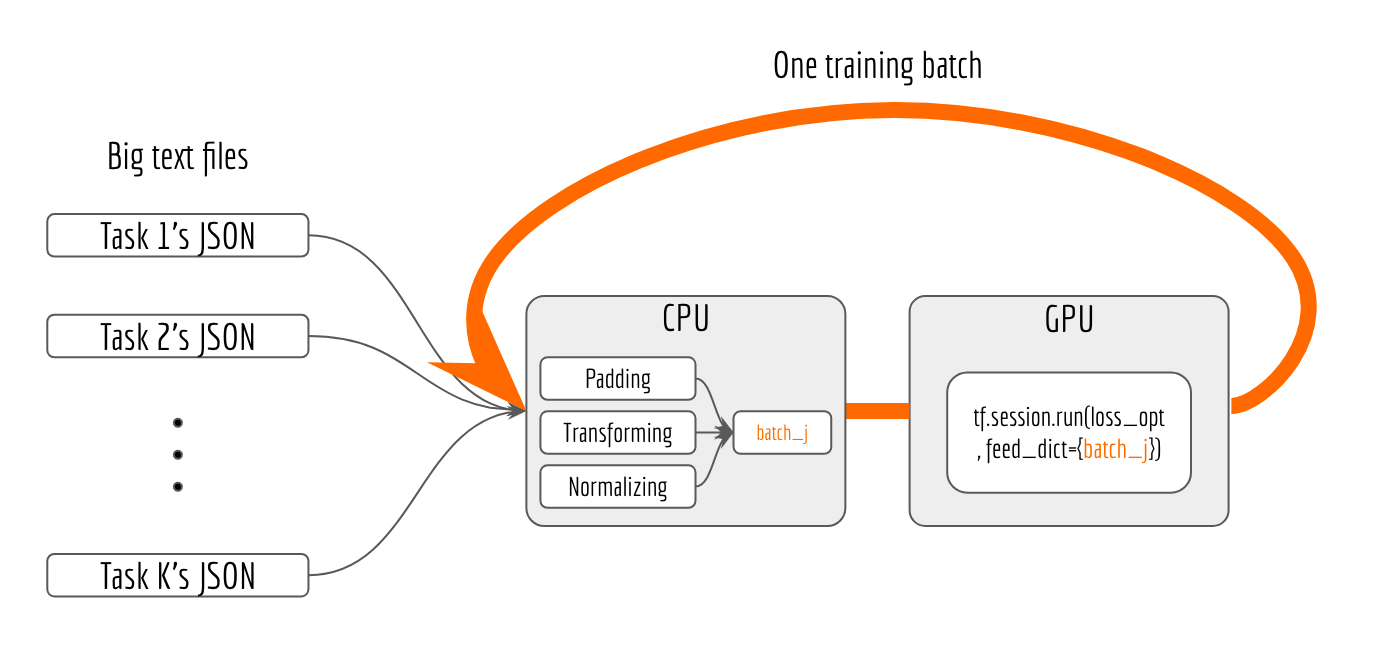 One training batch
Big text files
Task 1's JSON
Task 2's JSON
Task K's JSON
CPU
Padding
Transforming
Normalizing
batch_j
GPU
tf.session.run(loss_opt
, feed_dict={batch_j})